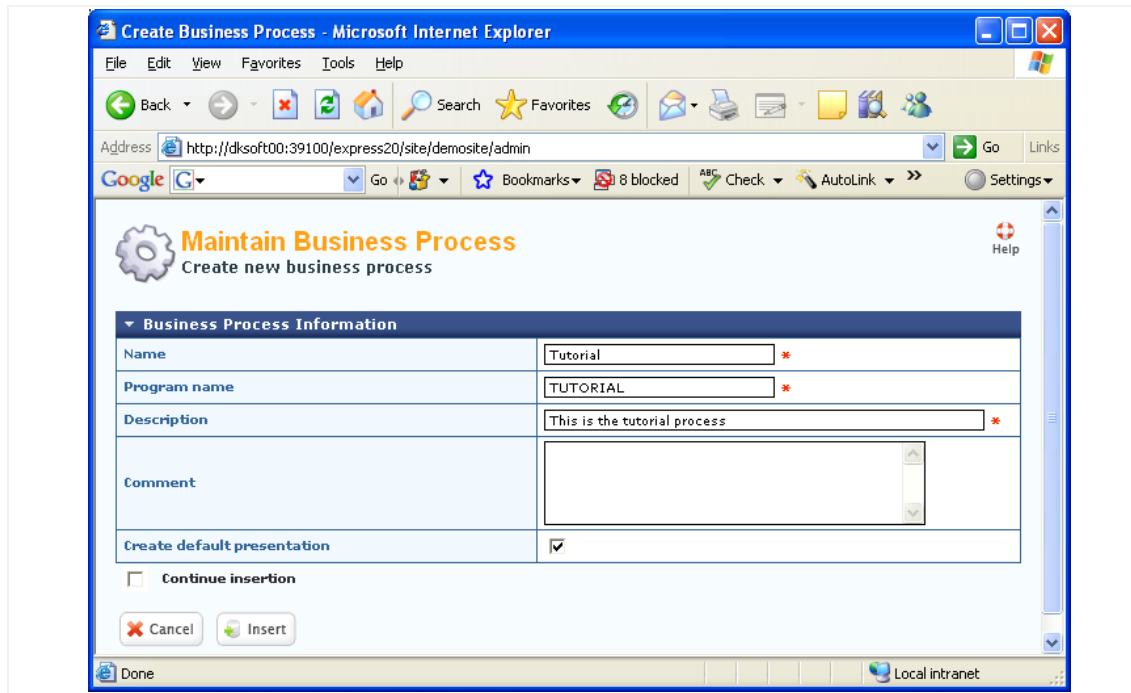 Create Business Process - Microsoft Internet Explorer
File Edit View Favorites Tools Help
Back Search Favorites
Address http://dksoft00:39100/express20/site/demosite/admin Go Links
Google G Go Bookmarks 8 blocked ABC Check AutoLink >> Settings
Maintain Business Process
Help
Create new business process
Business Process Information
Name Tutorial *
Program name TUTORIAL *
Description This is the tutorial process *
Comment
Create default presentation
Continue insertion
Cancel Insert
Done Local intranet